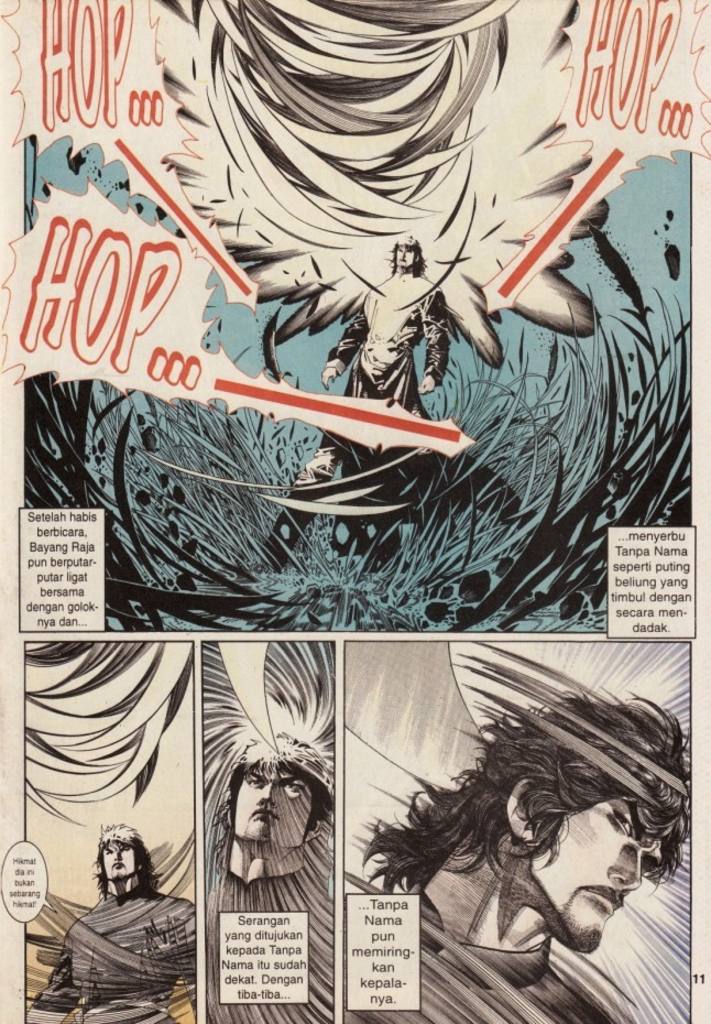 HOP...
HOP...
HOP...
Setelah habis
berbicara,
Bayang Raja
pun berputar-
putar ligat
bersama
dengan golok-
nya dan...
...menyerbu
Tanpa Nama
seperti puting
beliung yang
timbul dengan
secara men-
dadak.
Hikmat
dia ini
bukan
sebarang
hikmat!
Serangan
yang ditujukan
kepada Tanpa
Nama itu sudah
dekat. Dengan
tiba-tiba...
...Tanpa
Nama
pun
memiring-
kan
kepala-
nya.
11